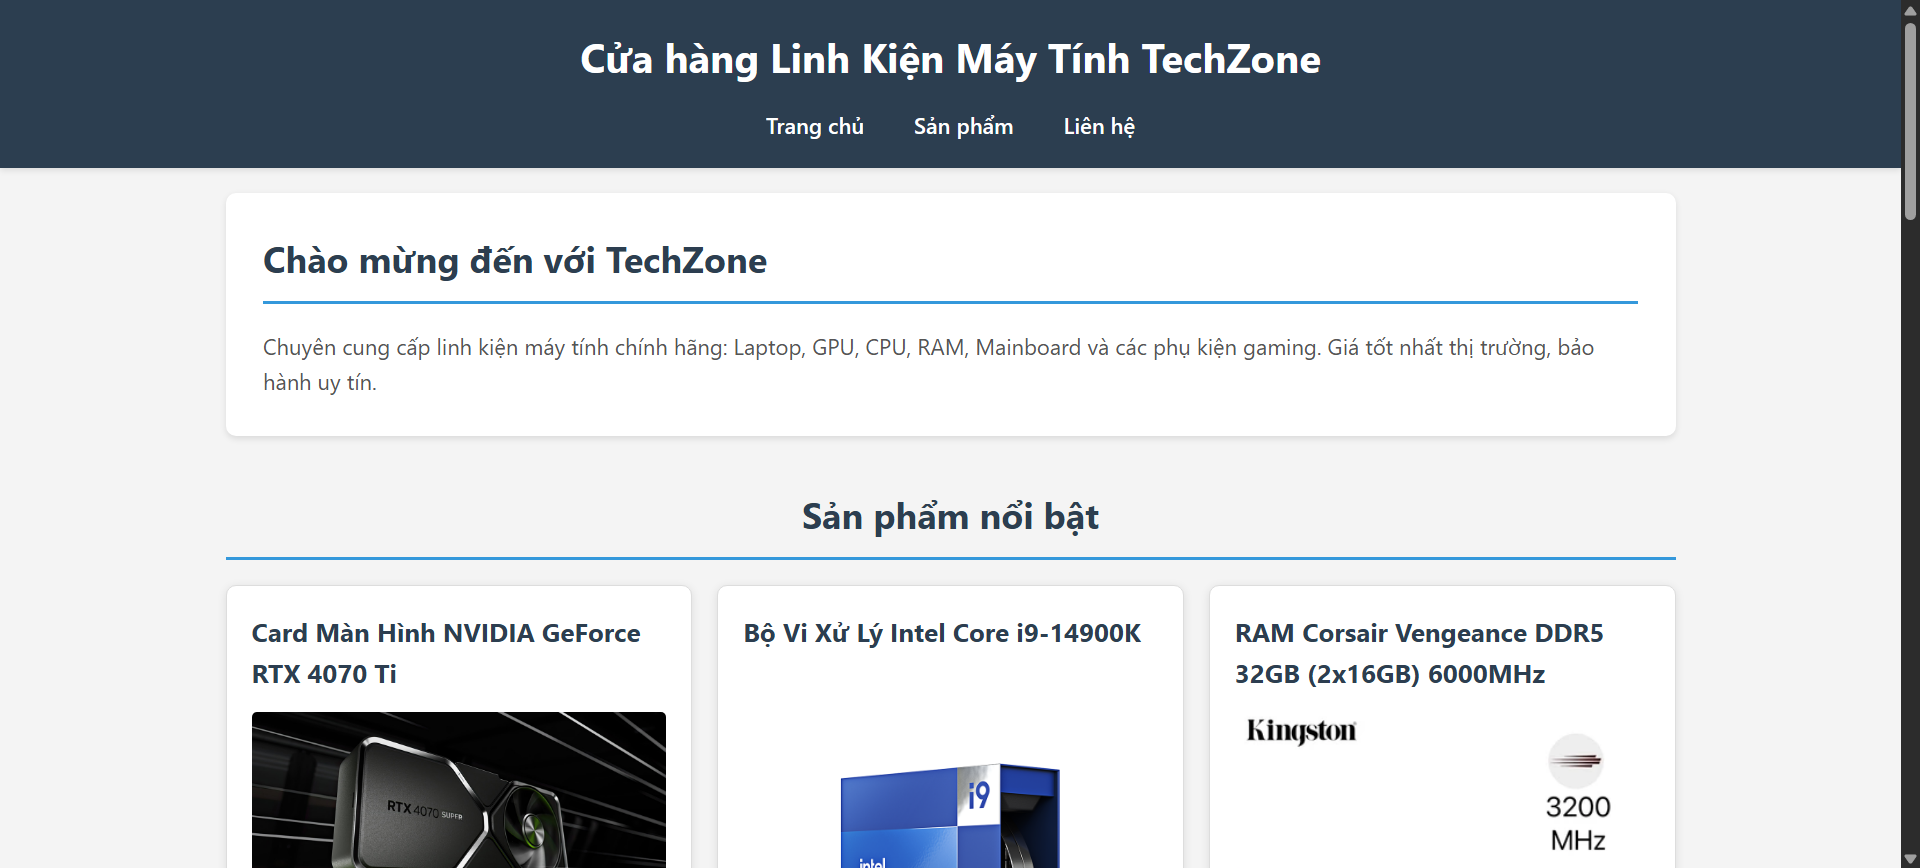 Cửa hàng Linh Kiện Máy Tính TechZone
Trang chủ
Sản phẩm
Liên hệ
Chào mừng đến với TechZone
Chuyên cung cấp linh kiện máy tính chính hãng: Laptop, GPU, CPU, RAM, Mainboard và các phụ kiện gaming. Giá tốt nhất thị trường, bảo
hành uy tín.
Sản phẩm nổi bật
Card Màn Hình NVIDIA GeForce
RTX 4070 Ti
RTX 4070 SUPER
Bộ Vi Xử Lý Intel Core i9-14900K
i9
intel
RAM Corsair Vengeance DDR5
32GB (2x16GB) 6000MHz
Kingston
3200
MHz